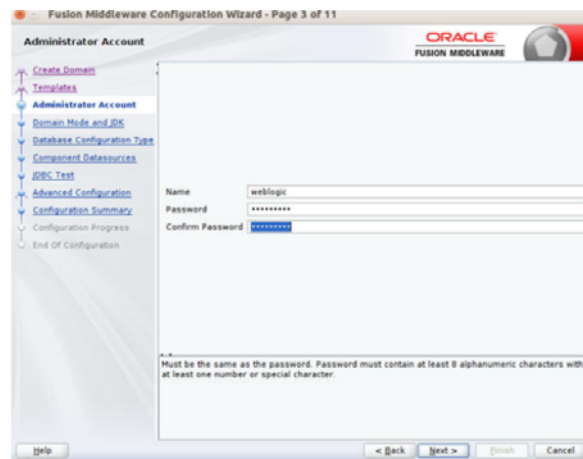 Fusion Middleware Configuration Wizard - Page 3 of 11
Administrator Account
ORACLE
FUSION MIDDLEWARE
Create Domain
Templates
Administrator Account
Domain Mode and JDK
Database Configuration Type
Component Datasources
JDBC Test
Advanced Configuration
Configuration Summary
Configuration Progress
End Of Configuration
Name weblogic
Password •••••••••
Confirm Password •••••••••
Must be the same as the password. Password must contain at least 8 alphanumeric characters with
at least one number or special character.
Help < Back Next > Finish Cancel